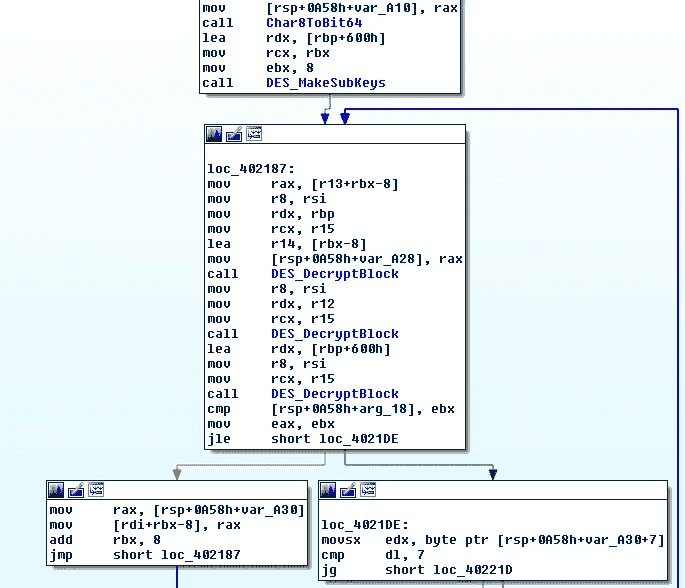 mov     [rsp+0A58h+var_A10], rax
call    Char8ToBit64
lea     rdx, [rbp+600h]
mov     rcx, rbx
mov     ebx, 8
call    DES_MakeSubKeys
loc_402187:
mov     rax, [r13+rbx-8]
mov     r8, rsi
mov     rdx, rbp
mov     rcx, r15
lea     r14, [rbx-8]
mov     [rsp+0A58h+var_A28], rax
call    DES_DecryptBlock
mov     r8, rsi
mov     rdx, r12
mov     rcx, r15
call    DES_DecryptBlock
lea     rdx, [rbp+600h]
mov     r8, rsi
mov     rcx, r15
call    DES_DecryptBlock
cmp     [rsp+0A58h+arg_18], ebx
mov     eax, ebx
jle     short loc_4021DE
mov     rax, [rsp+0A58h+var_A30]
mov     [rdi+rbx-8], rax
add     rbx, 8
jmp     short loc_402187
loc_4021DE:
movsx   edx, byte ptr [rsp+0A58h+var_A30+7]
cmp     dl, 7
jg      short loc_40221D